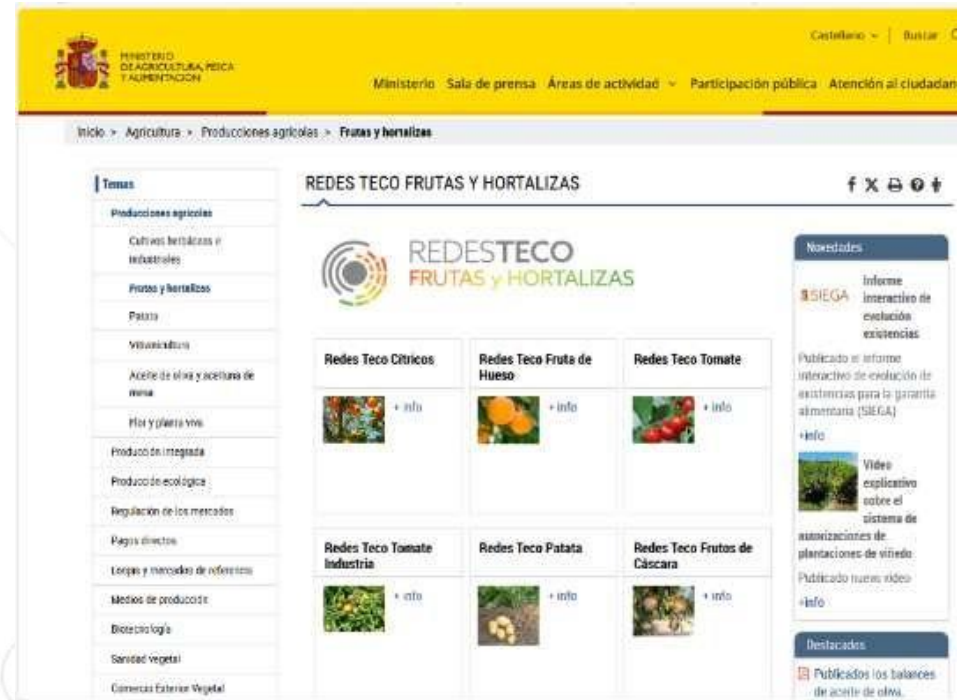 MINISTERIO
DE AGRICULTURA, PESCA
Y ALIMENTACIÓN
Castellano | Buscar
Ministerio Sala de prensa Áreas de actividad Participación pública Atención al ciudadan
Inicio > Agricultura > Producciones agrícolas > Frutas y hortalizas
Temas
Producciones agrícolas
Cultivos herbáceos e
industriales
Frutas y hortalizas
Patata
Vitivinicultura
Aceite de oliva y aceituna de
mesa
Flor y planta viva
Producción integrada
Producción ecológica
Regulación de los mercados
Pagos directos
Lonjas y mercados de referencia
Medios de producción
Biotecnología
Sanidad vegetal
Comercio Exterior Vegetal
REDES TECO FRUTAS Y HORTALIZAS
REDESTECO
FRUTAS y HORTALIZAS
Redes Teco Cítricos
+ info
Redes Teco Fruta de
Hueso
+ info
Redes Teco Tomate
+ info
Redes Teco Tomate
Industria
+ info
Redes Teco Patata
+ info
Redes Teco Frutos de
Cáscara
+ info
Novedades
SIEGA
Informe
interactivo de
evolución
existencias
Publicado el informe
interactivo de evolución de
existencias para la garantía
alimentaria (SIEGA)
+info
Vídeo
explicativo
sobre el
sistema de
autorizaciones de
plantaciones de viñedo
Publicado nuevo vídeo
+info
Destacados
Publicados los balances
de aceite de oliva,